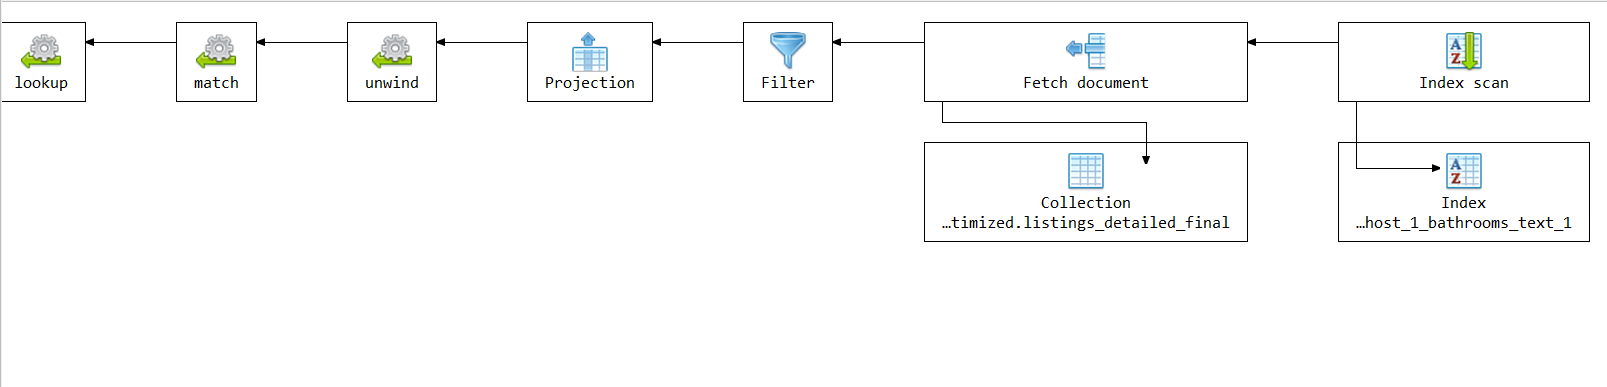 lookup
match
unwind
Projection
Filter
Fetch document
Index scan
Collection
…timized.listings_detailed_final
Index
…host_1_bathrooms_text_1